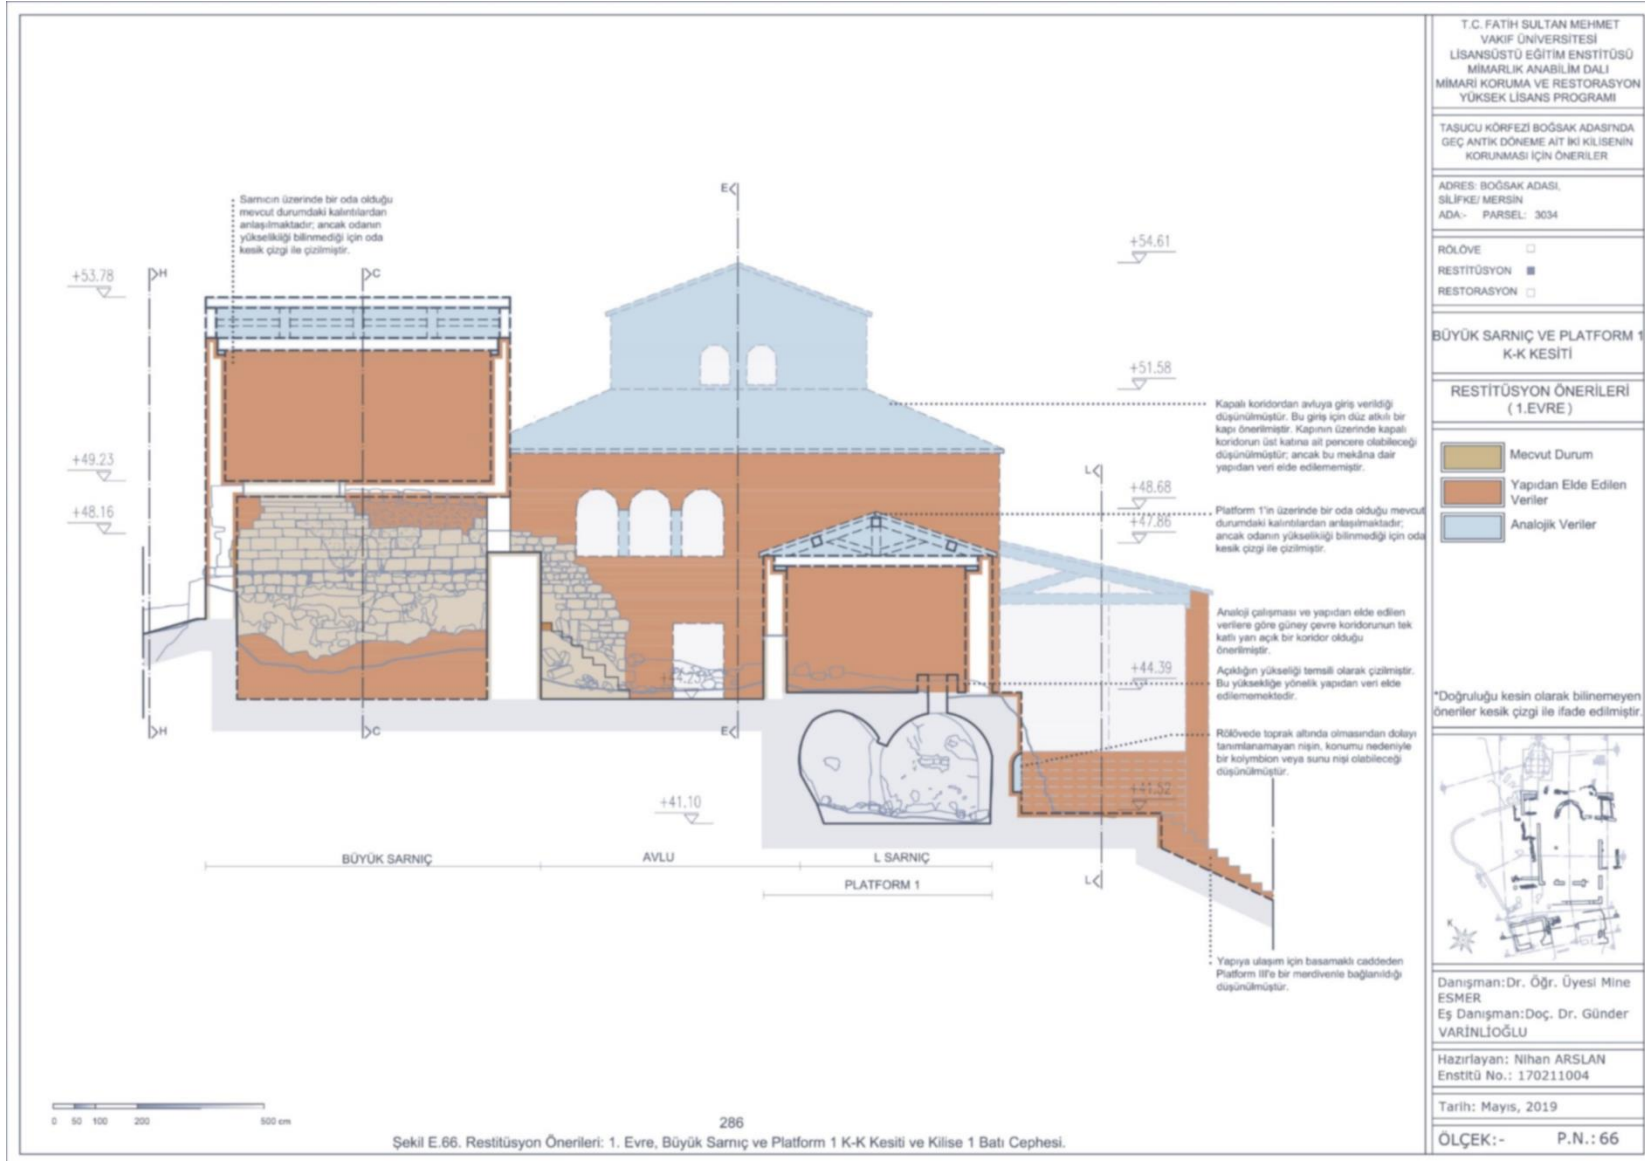 T.C. FATİH SULTAN MEHMET
VAKIF ÜNİVERSİTESİ
LİSANSÜSTÜ EĞİTİM ENSTİTÜSÜ
MİMARLIK ANABİLİM DALI
MİMARİ KORUMA VE RESTORASYON
YÜKSEK LİSANS PROGRAMI
TAŞUCU KÖRFEZİ BOĞSAK ADASI'NDA
GEÇ ANTİK DÖNEME AİT İKİ KİLİSENİN
KORUNMASI İÇİN ÖNERİLER
ADRES: BOĞSAK ADASI,
SİLİFKE/ MERSİN
ADA:- PARSEL: 3034
RÖLÖVE
RESTİTÜSYON
RESTORASYON
BÜYÜK SARNIÇ VE PLATFORM 1
K-K KESİTİ
RESTİTÜSYON ÖNERİLERİ
( 1.EVRE )
Mevcut Durum
Yapıdan Elde Edilen
Veriler
Analojik Veriler
*Doğruluğu kesin olarak bilinemeyen
öneriler kesik çizgi ile ifade edilmiştir.
K
Danışman:Dr. Öğr. Üyesi Mine
ESMER
Eş Danışman:Doç. Dr. Günder
VARİNLİOĞLU
Hazırlayan: Nihan ARSLAN
Enstitü No.: 170211004
Tarih: Mayıs, 2019
ÖLÇEK:- P.N.: 66
Sarnıcın üzerinde bir oda olduğu
mevcut durumdaki kalıntılardan
anlaşılmaktadır; ancak odanın
yükselikiği bilinmediği için oda
kesik çizgi ile çizilmiştir.
E
+54.61
+53.78
H
C
+51.58
Kapalı koridordan avluya giriş verildiği
düşünülmüştür. Bu giriş için düz atkılı bir
kapı önerilmiştir. Kapının üzerinde kapalı
koridorun üst katına ait pencere olabileceği
düşünülmüştür; ancak bu mekâna dair
yapıdan veri elde edilememiştir.
+49.23
L
+48.68
+48.16
+47.86
Platform 1'in üzerinde bir oda olduğu mevcut
durumdaki kalıntılardan anlaşılmaktadır;
ancak odanın yükselikiği bilinmediği için oda
kesik çizgi ile çizilmiştir.
Analoji çalışması ve yapıdan elde edilen
verilere göre güney çevre koridorunun tek
katlı yarı açık bir koridor olduğu
önerilmiştir.
+44.39
Açıklığın yükseliği temsili olarak çizilmiştir.
Bu yüksekliğe yönelik yapıdan veri elde
edilememektedir.
H
C
E
Rölövede toprak altında olmasından dolayı
tanımlanamayan nişin, konumu nedeniyle
bir kolymbion veya sunu nişi olabileceği
düşünülmüştür.
+41.52
+41.10
BÜYÜK SARNIÇ
AVLU
L SARNIÇ
PLATFORM 1
L
Yapıya ulaşım için basamaklı caddeden
Platform III'e bir merdivenle bağlanıldığı
düşünülmüştür.
0 50 100 200 500 cm
286
Şekil E.66. Restitüsyon Önerileri: 1. Evre, Büyük Sarnıç ve Platform 1 K-K Kesiti ve Kilise 1 Batı Cephesi.